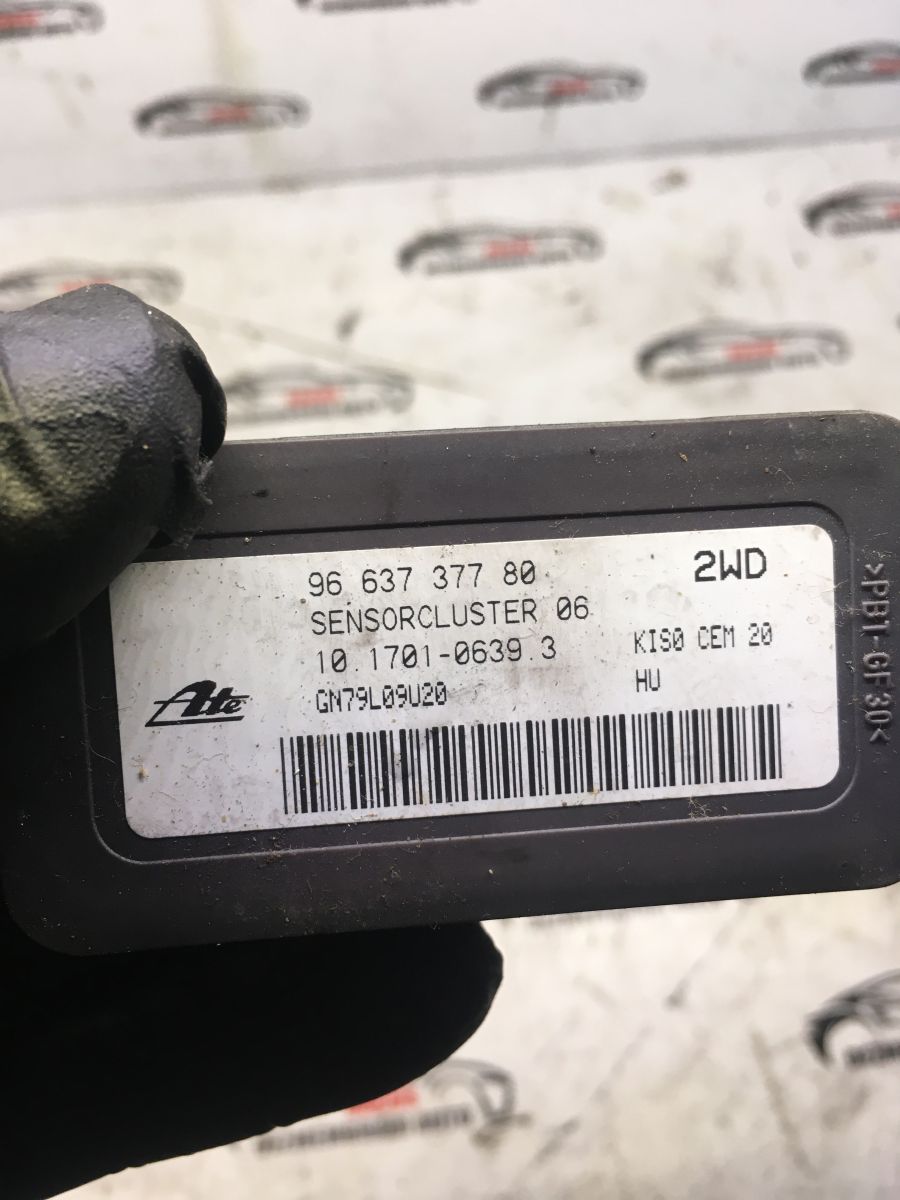 96 637 377 80
2WD
SENSORCLUSTER 06
10.1701-0639.3
KIS0 CEM 20
GN79L09U20
HU
Ate
>PBT-GF30<